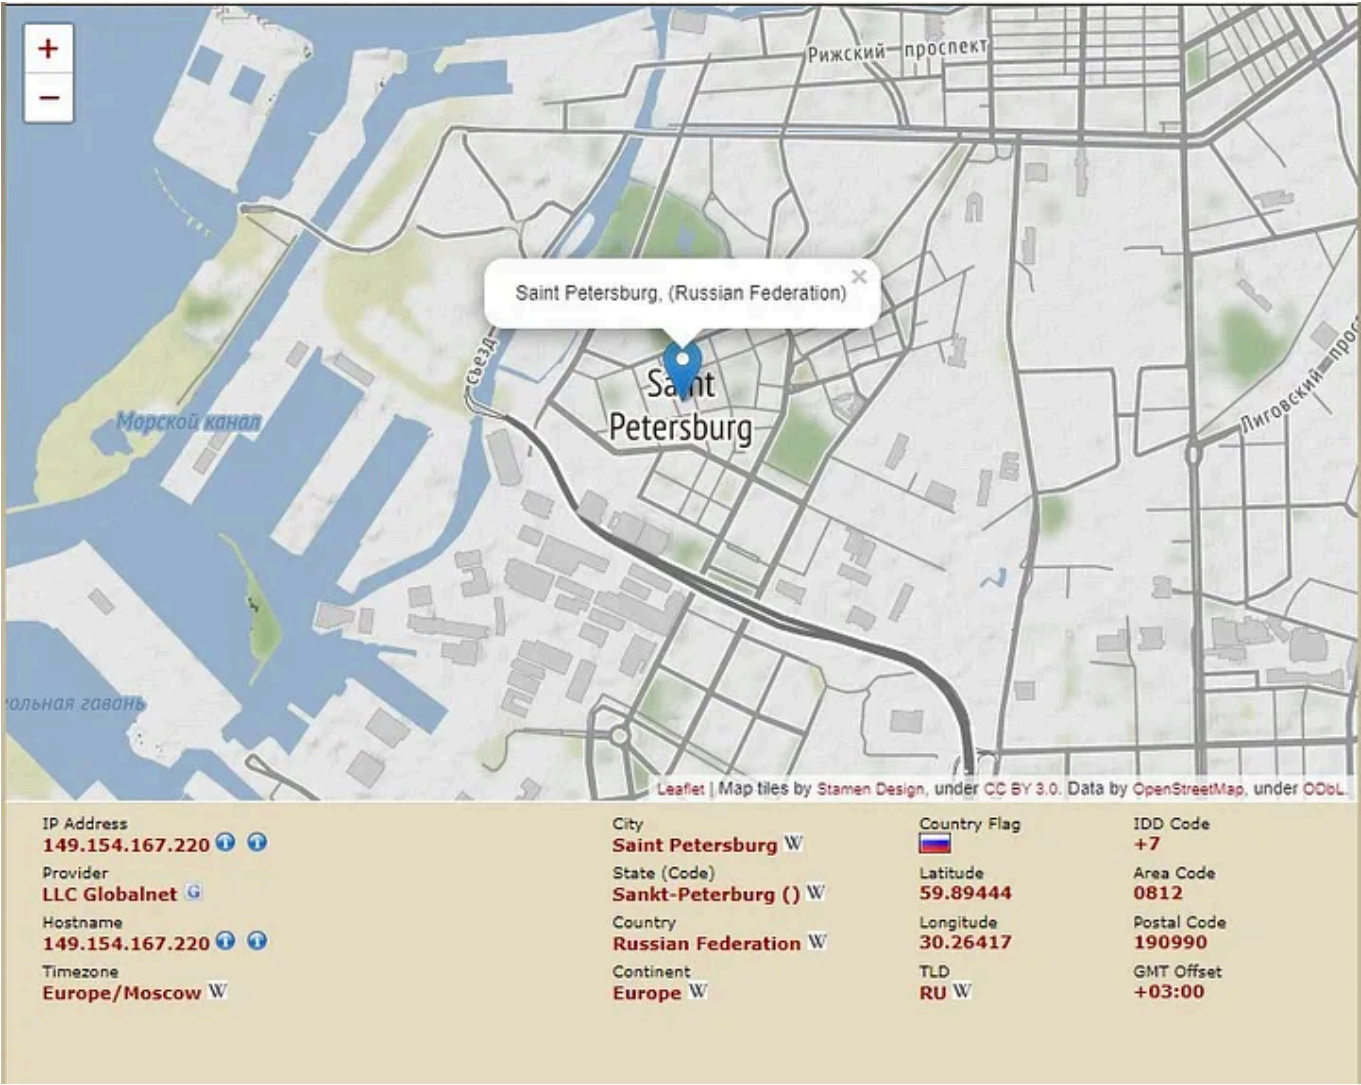 +
−
Рижский проспект
Saint Petersburg, (Russian Federation)
×
съезд
Saint
Petersburg
Морской канал
Лиговский прос
ольная гавань
Leaflet | Map tiles by Stamen Design, under CC BY 3.0. Data by OpenStreetMap, under ODbL.
IP Address
149.154.167.220
Provider
LLC Globalnet G
Hostname
149.154.167.220
Timezone
Europe/Moscow W
City
Saint Petersburg W
State (Code)
Sankt-Peterburg () W
Country
Russian Federation W
Continent
Europe W
Country Flag
Latitude
59.89444
Longitude
30.26417
TLD
RU W
IDD Code
+7
Area Code
0812
Postal Code
190990
GMT Offset
+03:00